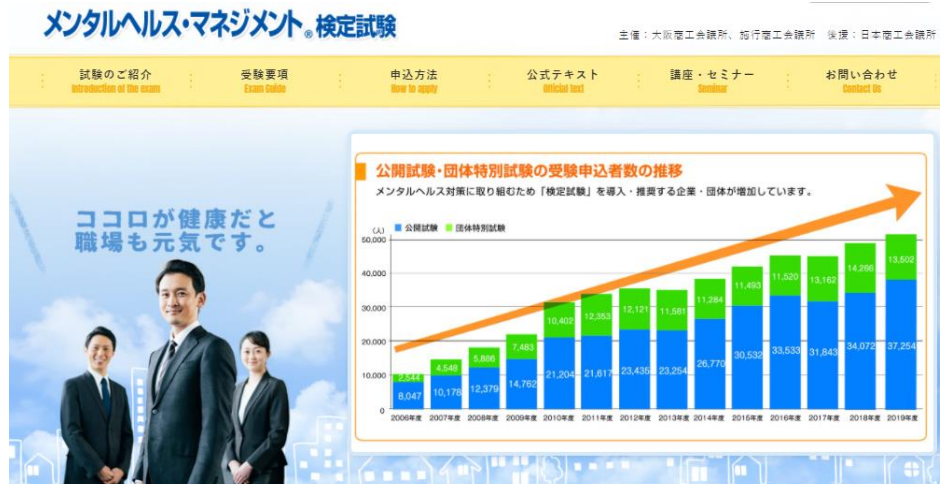 メンタルヘルス・マネジメント®検定試験
主催：大阪商工会議所、施行商工会議所　後援：日本商工会議所
試験のご紹介
Introduction of the exam
受験要項
Exam Guide
申込方法
How to apply
公式テキスト
Official text
講座・セミナー
Seminar
お問い合わせ
Contact Us
ココロが健康だと
職場も元気です。
公開試験・団体特別試験の受験申込者数の推移
メンタルヘルス対策に取り組むため「検定試験」を導入・推奨する企業・団体が増加しています。
(人)
公開試験 団体特別試験
50,000
40,000
30,000
20,000
10,000
0
2,544 4,548 5,886 7,483 10,402 12,353 12,121 11,581 11,284 11,493 11,520 13,162 14,266 13,502
8,047 10,178 12,379 14,762 21,204 21,617 23,435 23,254 26,770 30,532 33,533 31,843 34,072 37,254
2006年度 2007年度 2008年度 2009年度 2010年度 2011年度 2012年度 2013年度 2014年度 2015年度 2016年度 2017年度 2018年度 2019年度